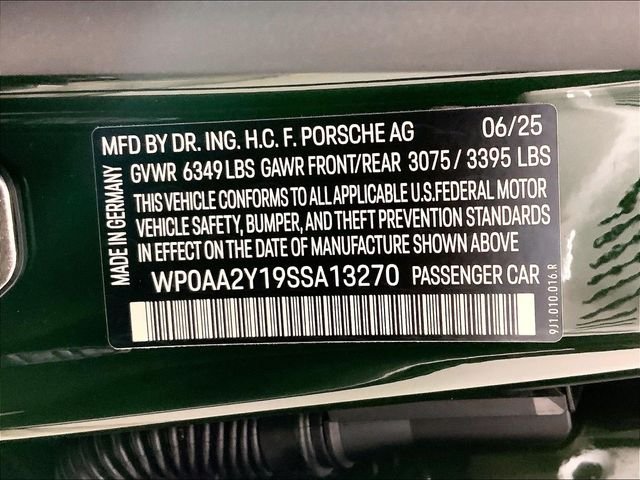 MFD BY DR. ING. H.C. F. PORSCHE AG 06/25
GVWR 6349 LBS GAWR FRONT/REAR 3075 / 3395 LBS
THIS VEHICLE CONFORMS TO ALL APPLICABLE U.S. FEDERAL MOTOR
VEHICLE SAFETY, BUMPER, AND THEFT PREVENTION STANDARDS
IN EFFECT ON THE DATE OF MANUFACTURE SHOWN ABOVE
WP0AA2Y19SSA13270 PASSENGER CAR
MADE IN GERMANY
9J1.010.016.R